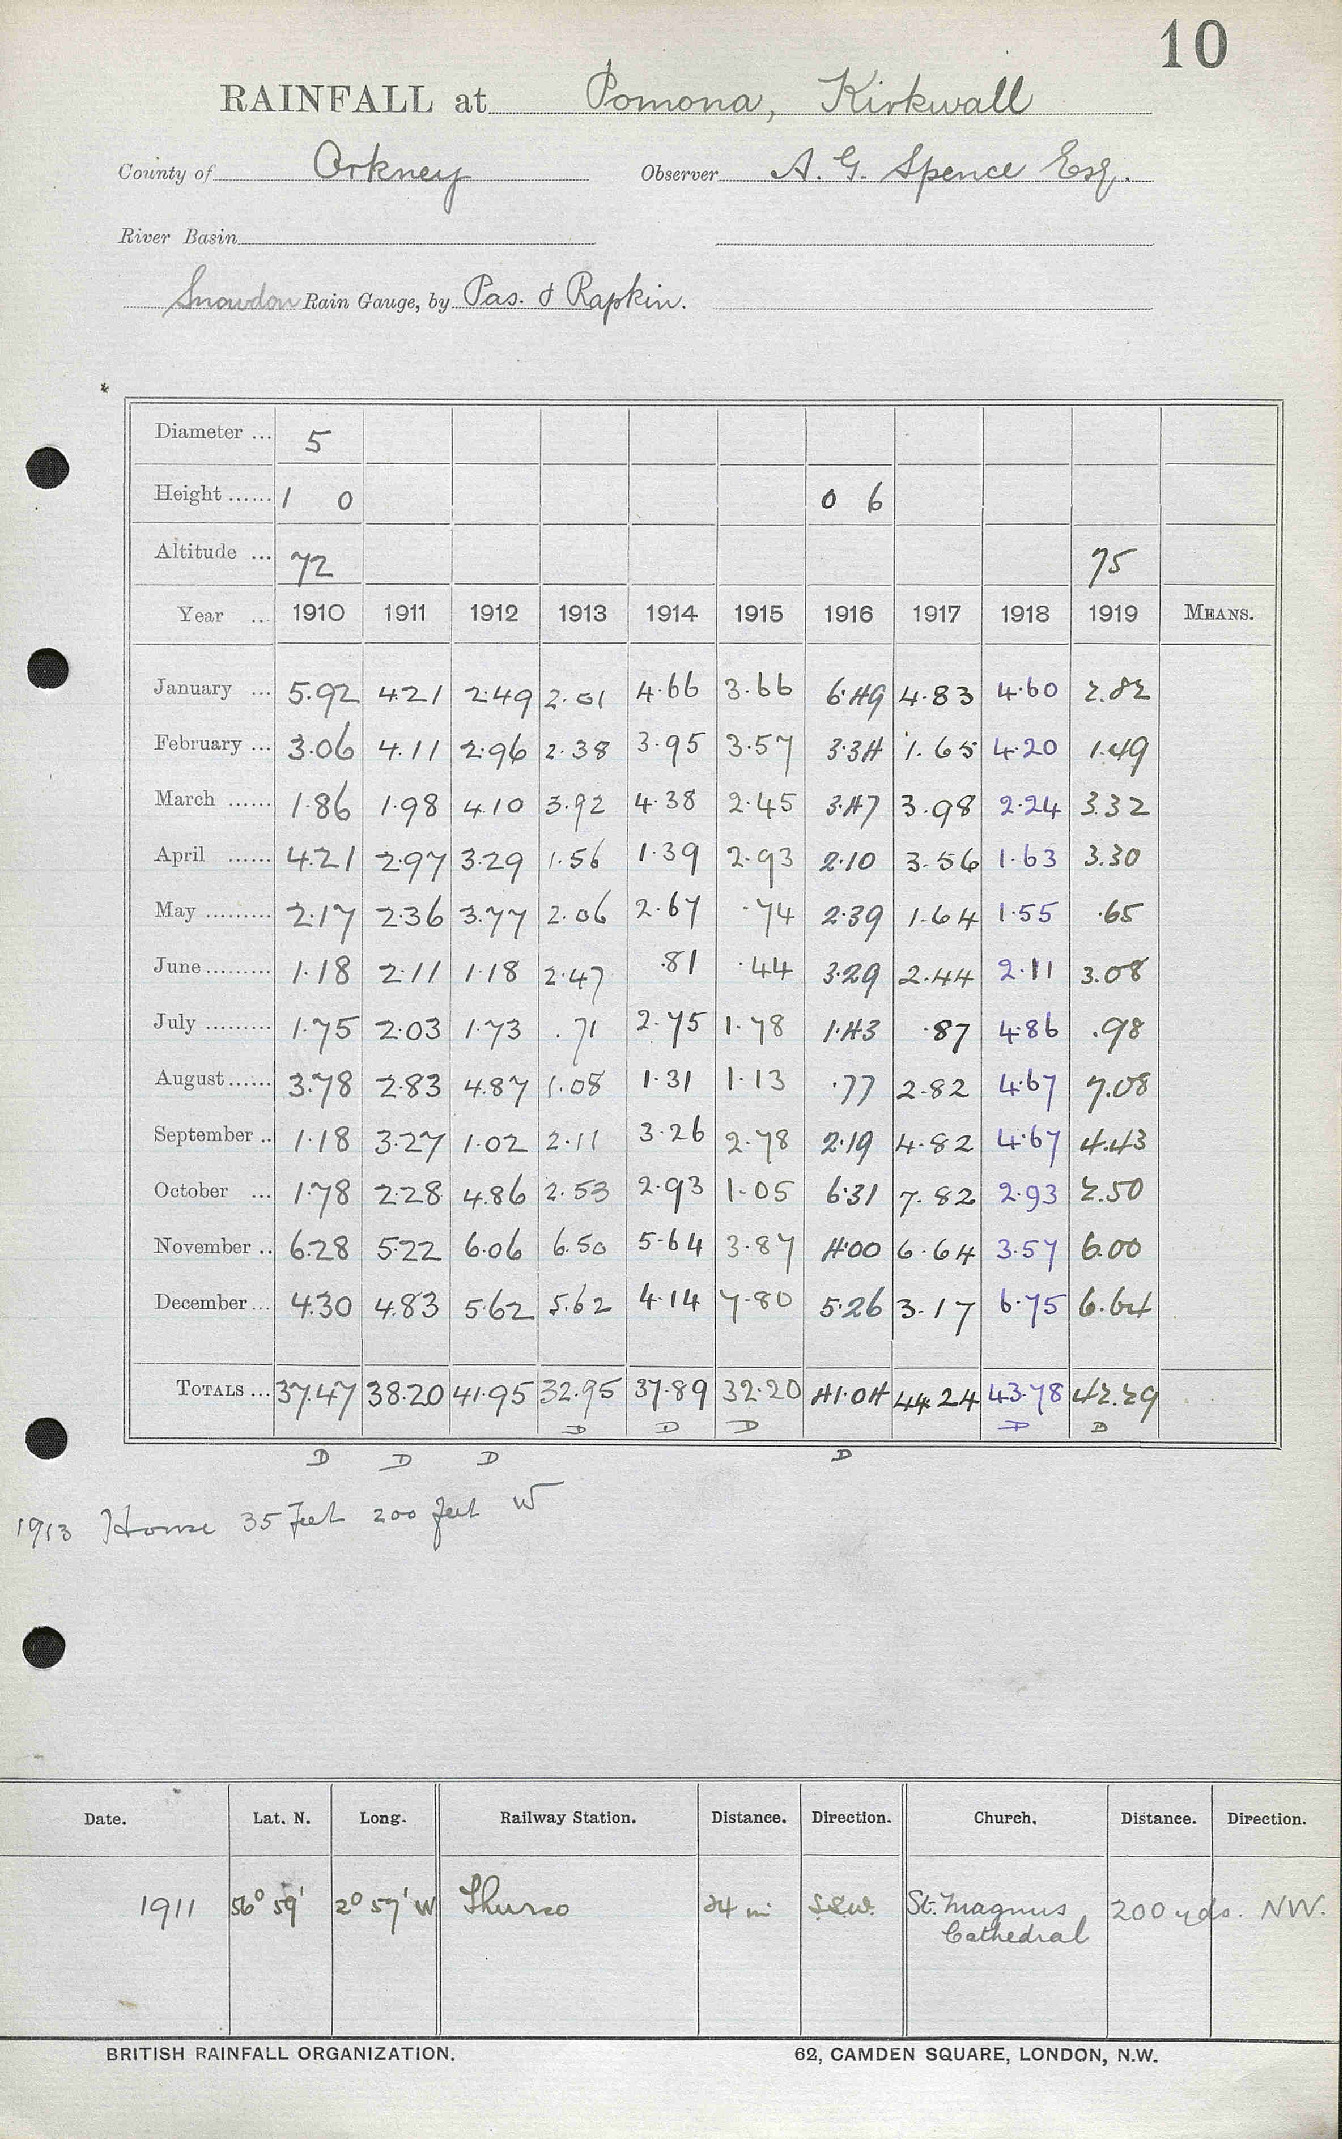 10
RAINFALL at Pomona, Kirkwall
County of Orkney Observer A. G. Spence Esq.
River Basin
Snowdon Rain Gauge, by Pas. & Rapkin.
Diameter ... 5
Height ...... 1 0 0 6
Altitude ... 72 75
Year ... 1910 1911 1912 1913 1914 1915 1916 1917 1918 1919 MEANS.
January ... 5.92 4.21 2.49 2.01 4.66 3.66 6.49 4.83 4.60 2.82
February ... 3.06 4.11 2.96 2.38 3.95 3.57 3.34 1.65 4.20 1.49
March ...... 1.86 1.98 4.10 3.92 4.38 2.45 3.47 3.98 2.24 3.32
April ...... 4.21 2.97 3.29 1.56 1.39 2.93 2.10 3.56 1.63 3.30
May ......... 2.17 2.36 3.77 2.06 2.67 .74 2.39 1.64 1.55 .65
June ......... 1.18 2.11 1.18 2.47 .81 .44 3.29 2.44 2.11 3.08
July ......... 1.75 2.03 1.73 .71 2.75 1.78 1.43 .87 4.86 .98
August ...... 3.78 2.83 4.87 1.08 1.31 1.13 .77 2.82 4.67 7.08
September .. 1.18 3.27 1.02 2.11 3.26 2.78 2.19 4.82 4.67 4.43
October ... 1.78 2.28 4.86 2.53 2.93 1.05 6.31 7.82 2.93 2.50
November .. 6.28 5.22 6.06 6.50 5.64 3.87 4.00 6.64 3.57 6.00
December ... 4.30 4.83 5.62 5.62 4.14 7.80 5.26 3.17 6.75 6.64
TOTALS ... 37.47 38.20 41.95 32.95 37.89 32.20 41.04 44.24 43.78 42.29
D D D D D
D D D D
1913 House 35 feet 200 feet W
Date. Lat. N. Long. Railway Station. Distance. Direction. Church. Distance. Direction.
1911 56° 59' 2° 57' W Thurso 24 mi S.S.W. St. Magnus Cathedral 200 yds. NW.
BRITISH RAINFALL ORGANIZATION. 62, CAMDEN SQUARE, LONDON, N.W.